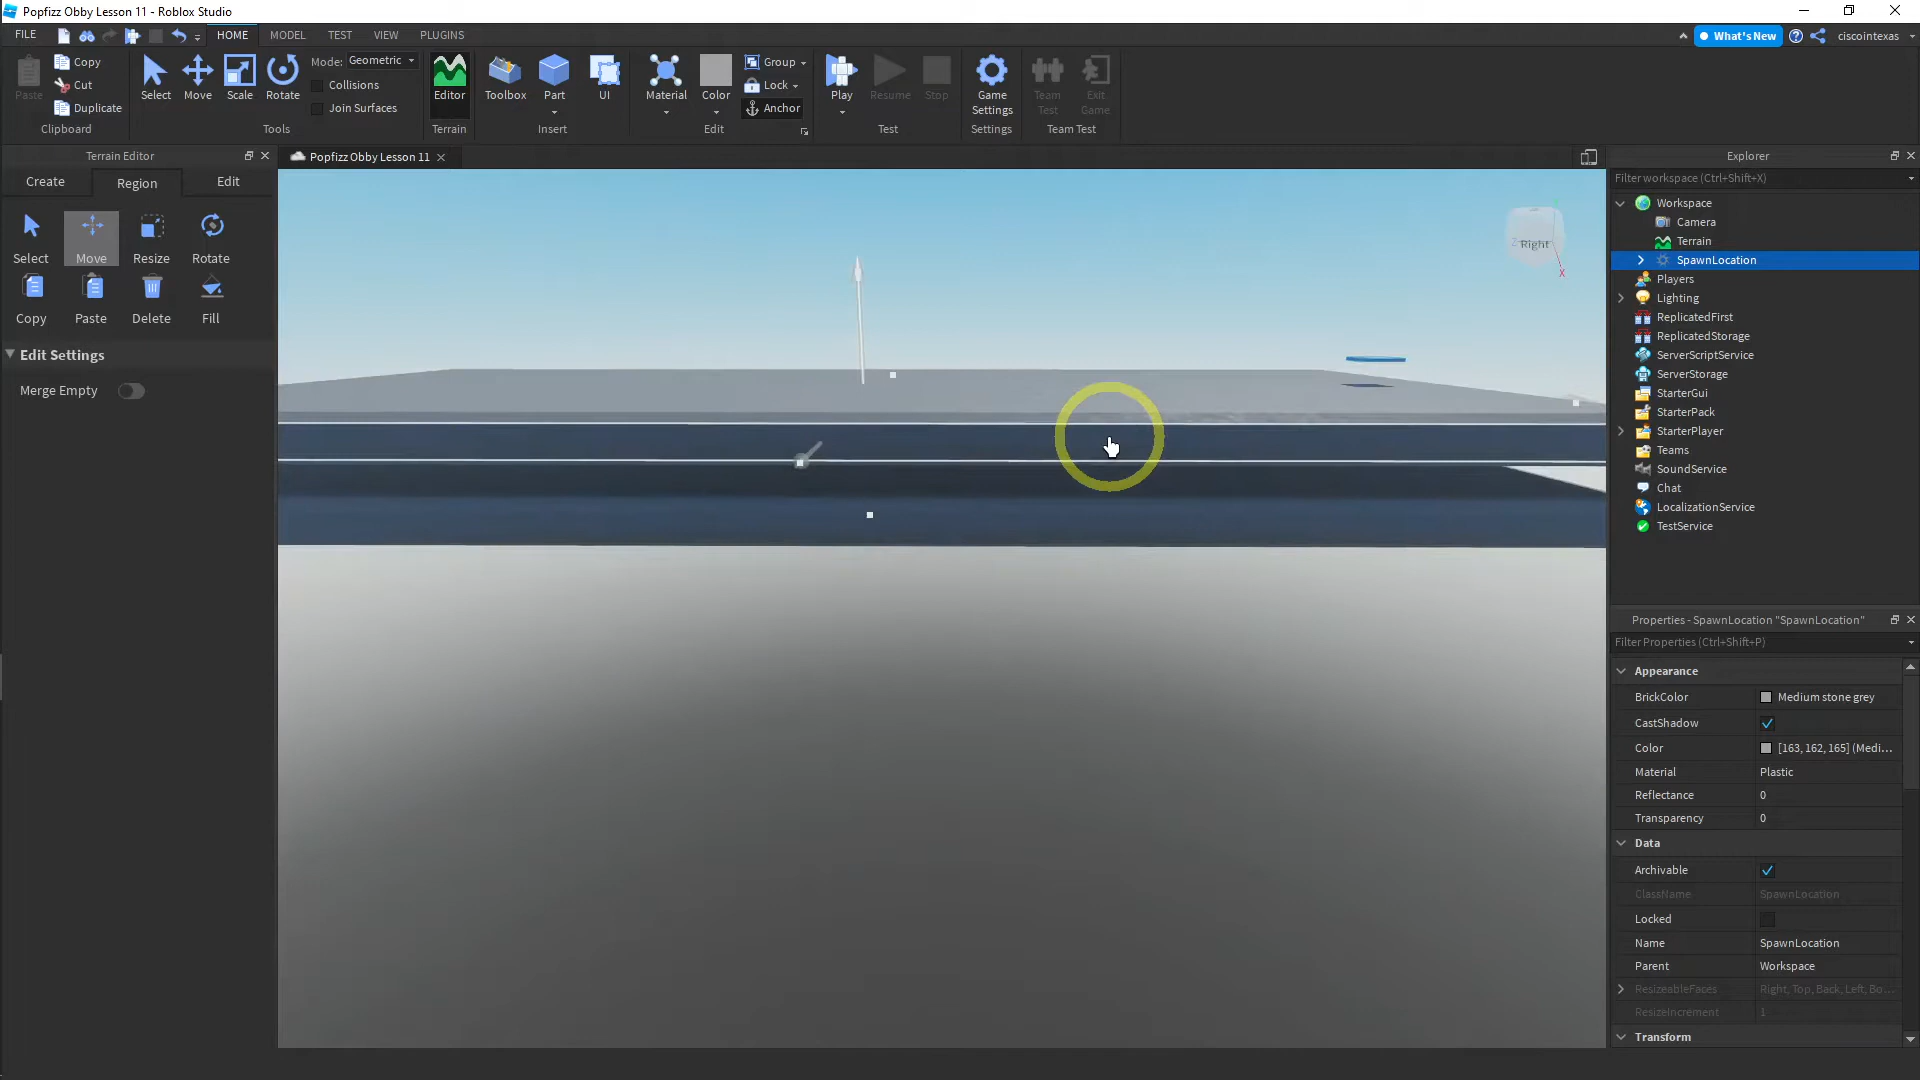 Popfizz Obby Lesson 11 - Roblox Studio
FILE HOME MODEL TEST VIEW PLUGINS What's New ciscointexas
Paste Copy Cut Duplicate Clipboard
Select Move Scale Rotate Mode: Geometric Collisions Join Surfaces Tools
Editor Terrain
Toolbox Part UI Insert
Material Color Group Lock Anchor Edit
Play Resume Stop Test
Game Settings Settings
Team Test Exit Game Team Test
Terrain Editor
Create Region Edit
Select Move Resize Rotate
Copy Paste Delete Fill
Edit Settings
Merge Empty
Popfizz Obby Lesson 11
Right
Z
X
Explorer
Filter workspace (Ctrl+Shift+X)
Workspace
Camera
Terrain
SpawnLocation
Players
Lighting
ReplicatedFirst
ReplicatedStorage
ServerScriptService
ServerStorage
StarterGui
StarterPack
StarterPlayer
Teams
SoundService
Chat
LocalizationService
TestService
Properties - SpawnLocation "SpawnLocation"
Filter Properties (Ctrl+Shift+P)
Appearance
BrickColor Medium stone grey
CastShadow
Color [163, 162, 165] (Medi...
Material Plastic
Reflectance 0
Transparency 0
Data
Archivable
ClassName SpawnLocation
Locked
Name SpawnLocation
Parent Workspace
ResizeableFaces Right, Top, Back, Left, Bo...
ResizeIncrement 1
Transform